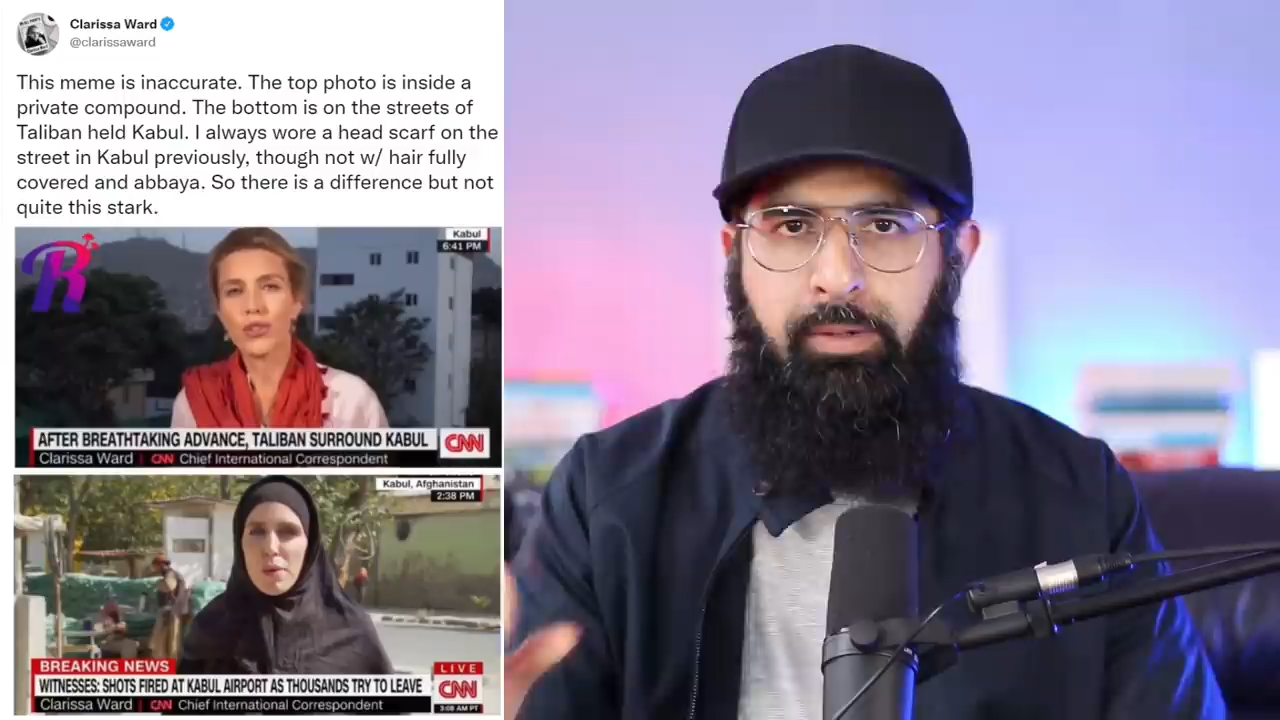 Clarissa Ward
@clarissaward
This meme is inaccurate. The top photo is inside a
private compound. The bottom is on the streets of
Taliban held Kabul. I always wore a head scarf on the
street in Kabul previously, though not w/ hair fully
covered and abbaya. So there is a difference but not
quite this stark.
R
Kabul
6:41 PM
AFTER BREATHTAKING ADVANCE, TALIBAN SURROUND KABUL
CNN
Clarissa Ward CNN Chief International Correspondent
Kabul, Afghanistan
2:38 PM
BREAKING NEWS
LIVE
WITNESSES: SHOTS FIRED AT KABUL AIRPORT AS THOUSANDS TRY TO LEAVE
CNN
Clarissa Ward CNN Chief International Correspondent
3:08 AM PT